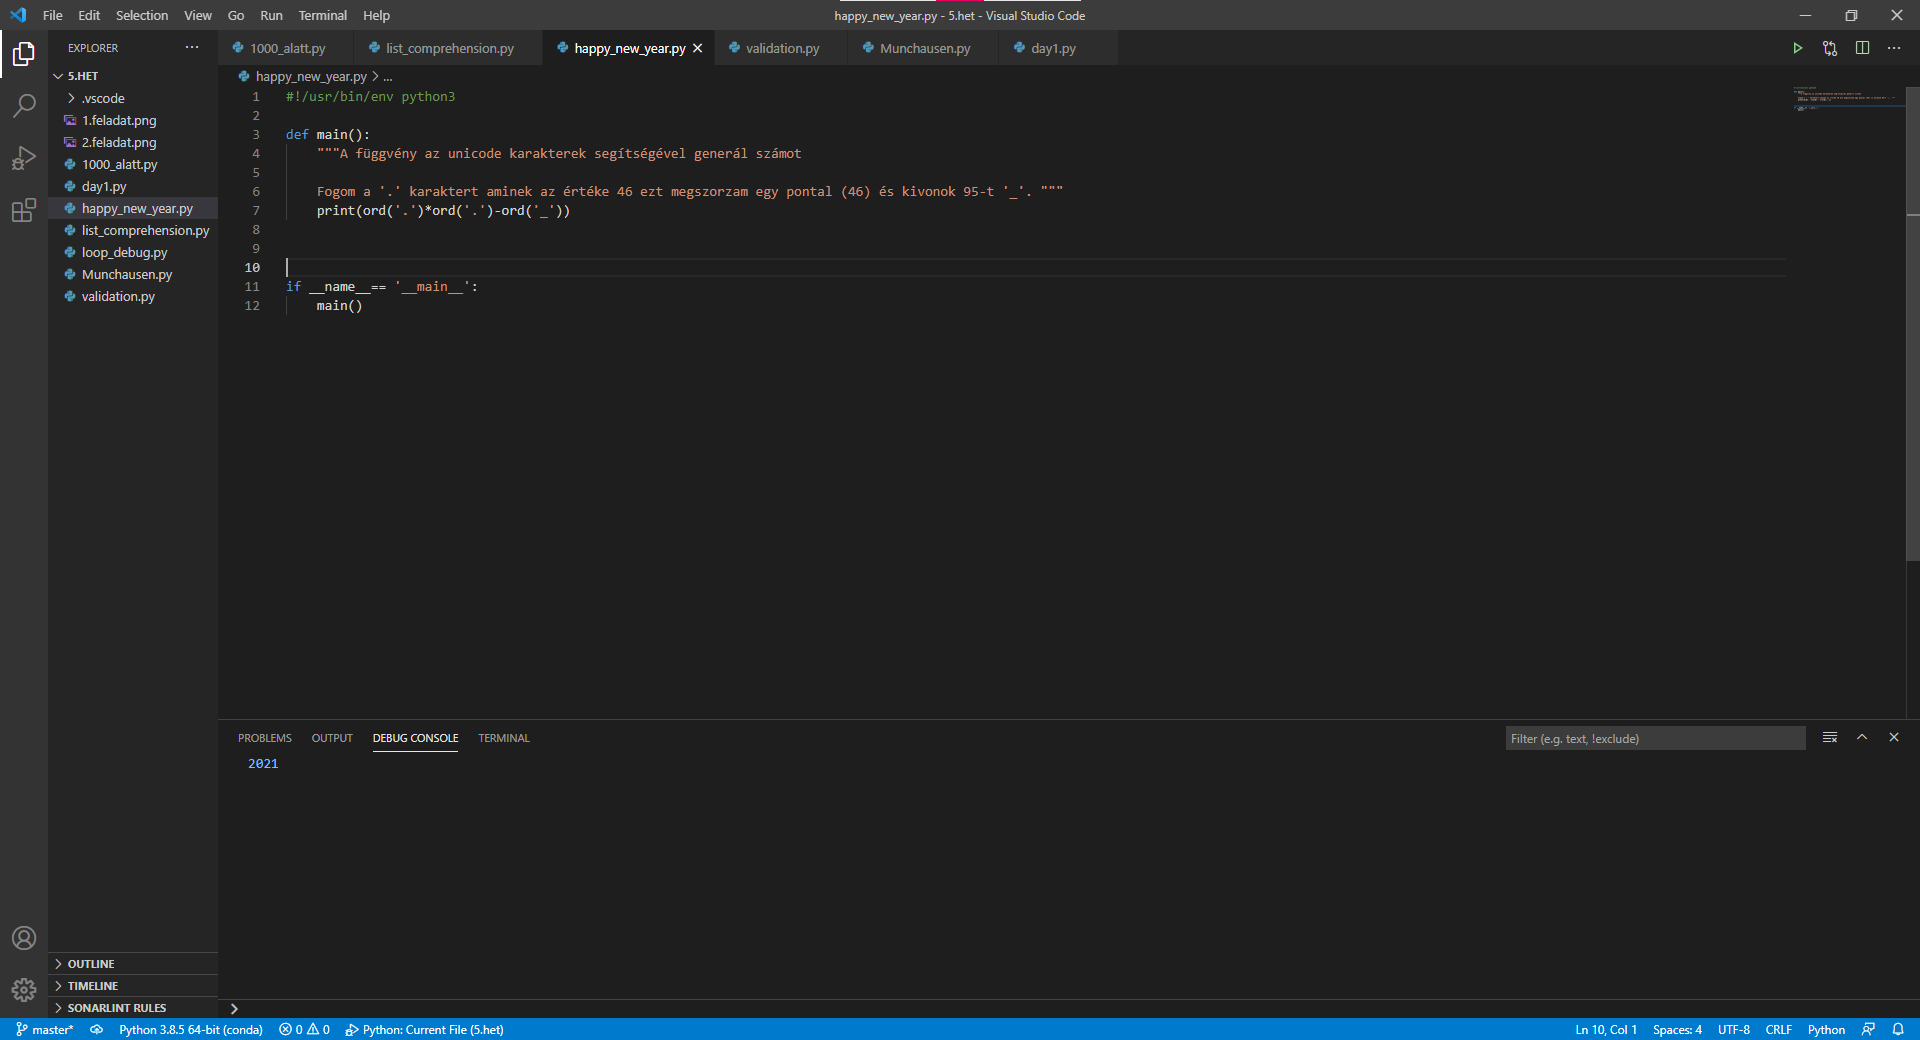 File Edit Selection View Go Run Terminal Help
happy_new_year.py - 5.het - Visual Studio Code
EXPLORER
5.HET
.vscode
1.feladat.png
2.feladat.png
1000_alatt.py
day1.py
happy_new_year.py
list_comprehension.py
loop_debug.py
Munchausen.py
validation.py
OUTLINE
TIMELINE
SONARLINT RULES
1000_alatt.py list_comprehension.py happy_new_year.py validation.py Munchausen.py day1.py
happy_new_year.py > ...
1 #!/usr/bin/env python3
2
3 def main():
4 """A függvény az unicode karakterek segítségével generál számot
5
6 Fogom a '.' karaktert aminek az értéke 46 ezt megszorzam egy pontal (46) és kivonok 95-t '_'. """
7 print(ord('.')*ord('.')-ord('_'))
8
9
10
11 if __name__== '__main__':
12 main()
PROBLEMS OUTPUT DEBUG CONSOLE TERMINAL
Filter (e.g. text, !exclude)
2021
master* Python 3.8.5 64-bit (conda) 0 0 Python: Current File (5.het)
Ln 10, Col 1 Spaces: 4 UTF-8 CRLF Python